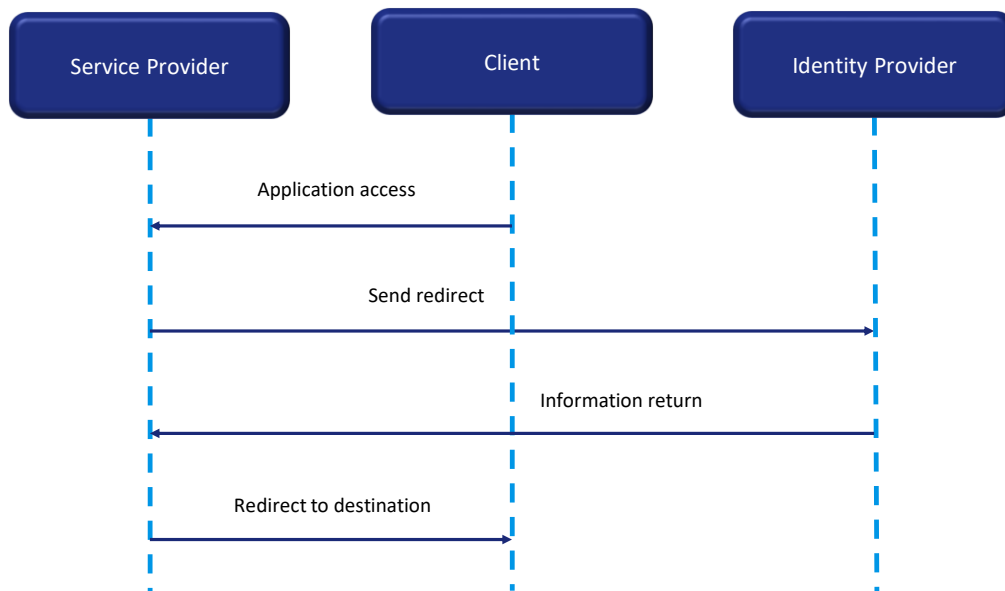 Service Provider
Client
Identity Provider
Application access
Send redirect
Information return
Redirect to destination